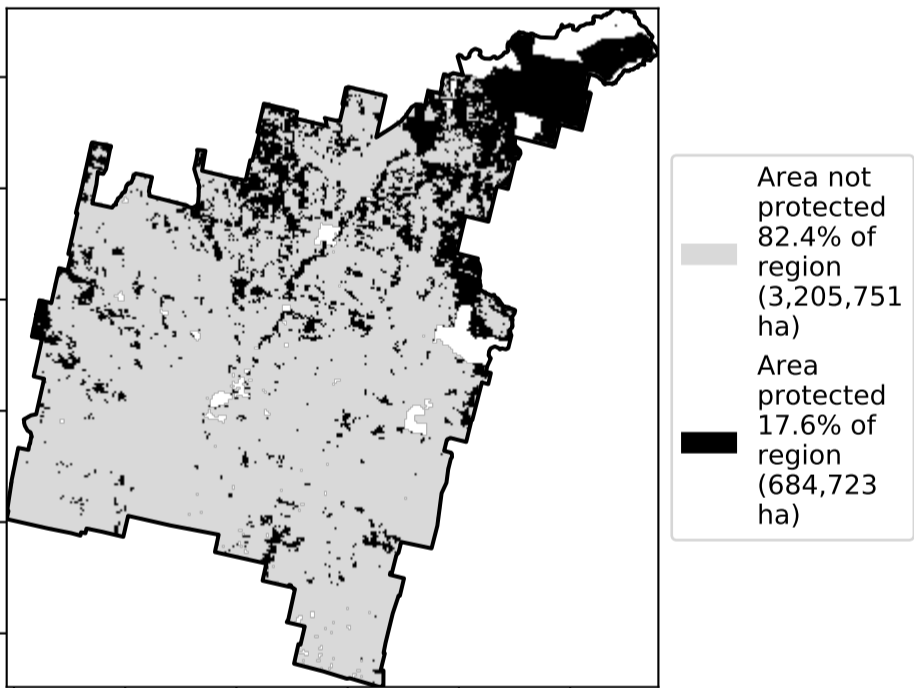 Area not
protected
82.4% of
region
(3,205,751
ha)
Area
protected
17.6% of
region
(684,723
ha)